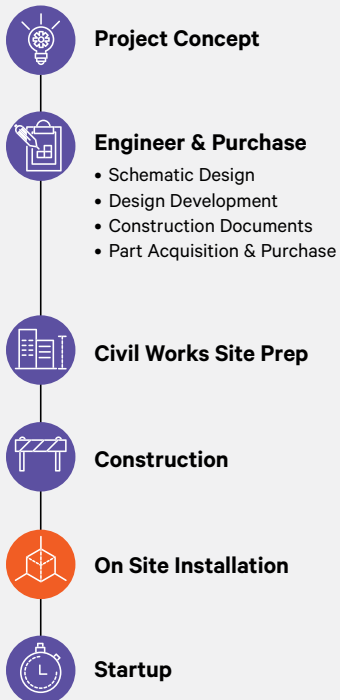 Project Concept
Engineer & Purchase
• Schematic Design
• Design Development
• Construction Documents
• Part Acquisition & Purchase
Civil Works Site Prep
Construction
On Site Installation
Startup